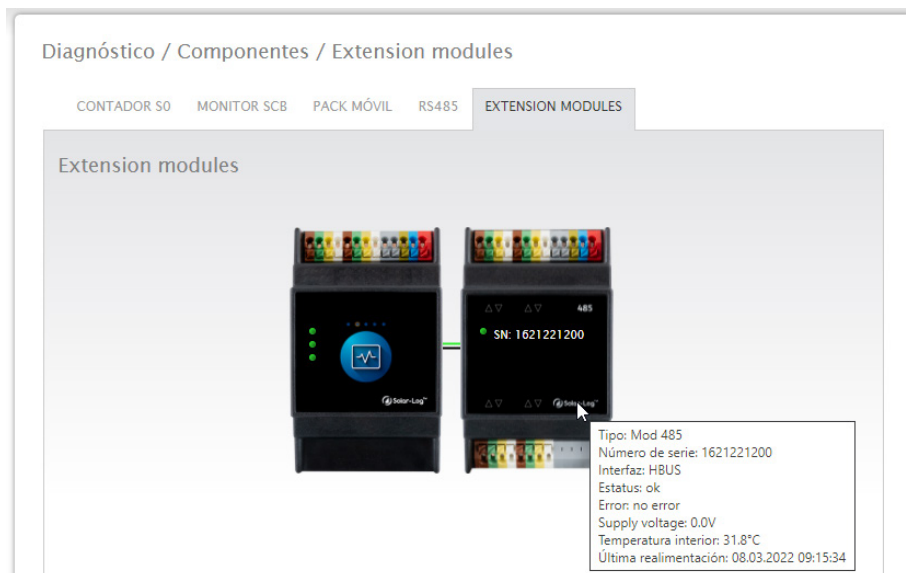 Diagnóstico / Componentes / Extension modules
CONTADOR S0 MONITOR SCB PACK MÓVIL RS485 EXTENSION MODULES
Extension modules
485
SN: 1621221200
Solar-Log™
Solar-Log™
Tipo: Mod 485
Número de serie: 1621221200
Interfaz: HBUS
Estatus: ok
Error: no error
Supply voltage: 0.0V
Temperatura interior: 31.8°C
Última realimentación: 08.03.2022 09:15:34